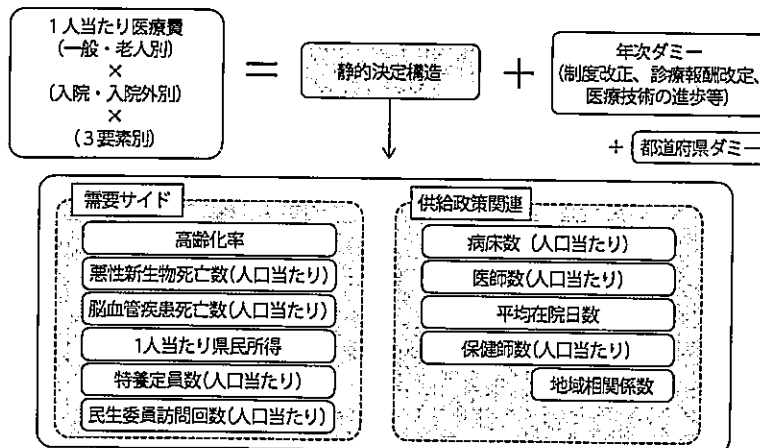 1人当たり医療費
(一般・老人別)
×
(入院・入院外別)
×
(3要素別)
=
静的決定構造
+
年次ダミー
(制度改正、診療報酬改定、
医療技術の進歩等)
+ 都道府県ダミー
需要サイド
高齢化率
悪性新生物死亡数(人口当たり)
脳血管疾患死亡数(人口当たり)
1人当たり県民所得
特養定員数(人口当たり)
民生委員訪問回数(人口当たり)
供給政策関連
病床数(人口当たり)
医師数(人口当たり)
平均在院日数
保健師数(人口当たり)
地域相関係数